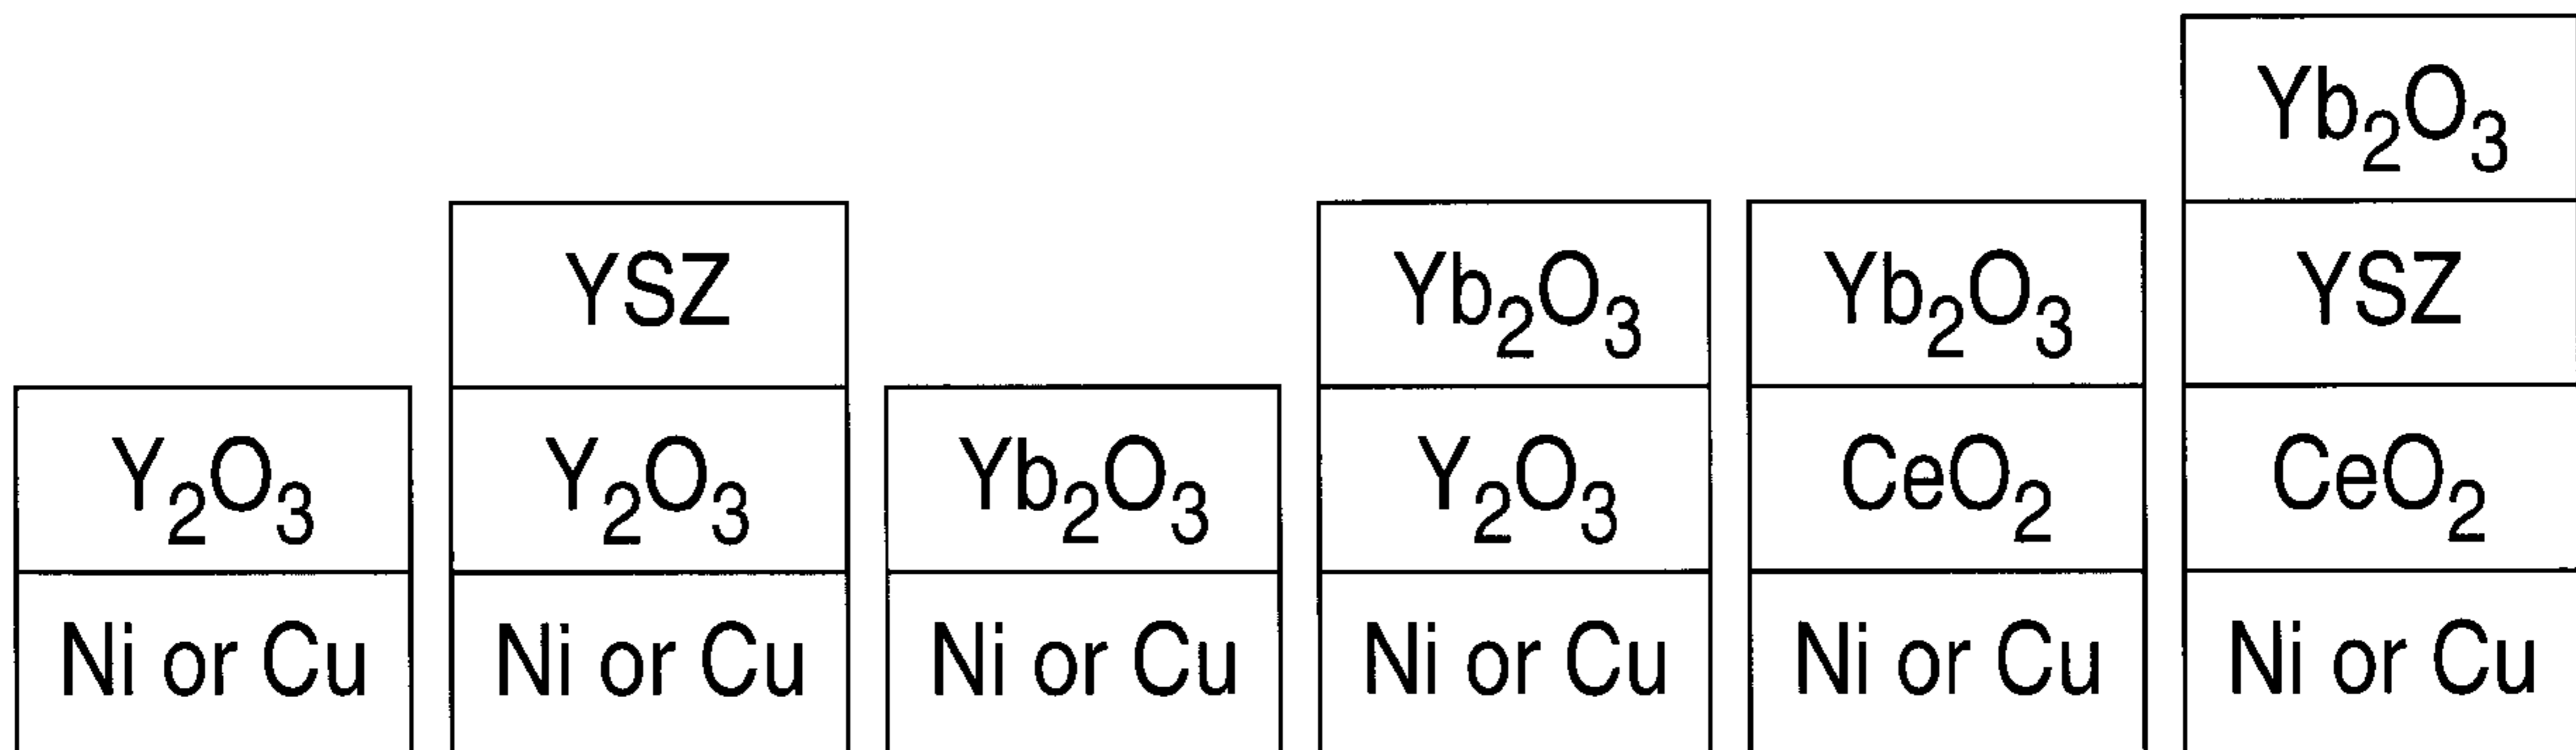 Yb₂O₃
YSZ Yb₂O₃ Yb₂O₃ YSZ
Y₂O₃ Y₂O₃ Yb₂O₃ Y₂O₃ CeO₂ CeO₂
Ni or Cu Ni or Cu Ni or Cu Ni or Cu Ni or Cu Ni or Cu